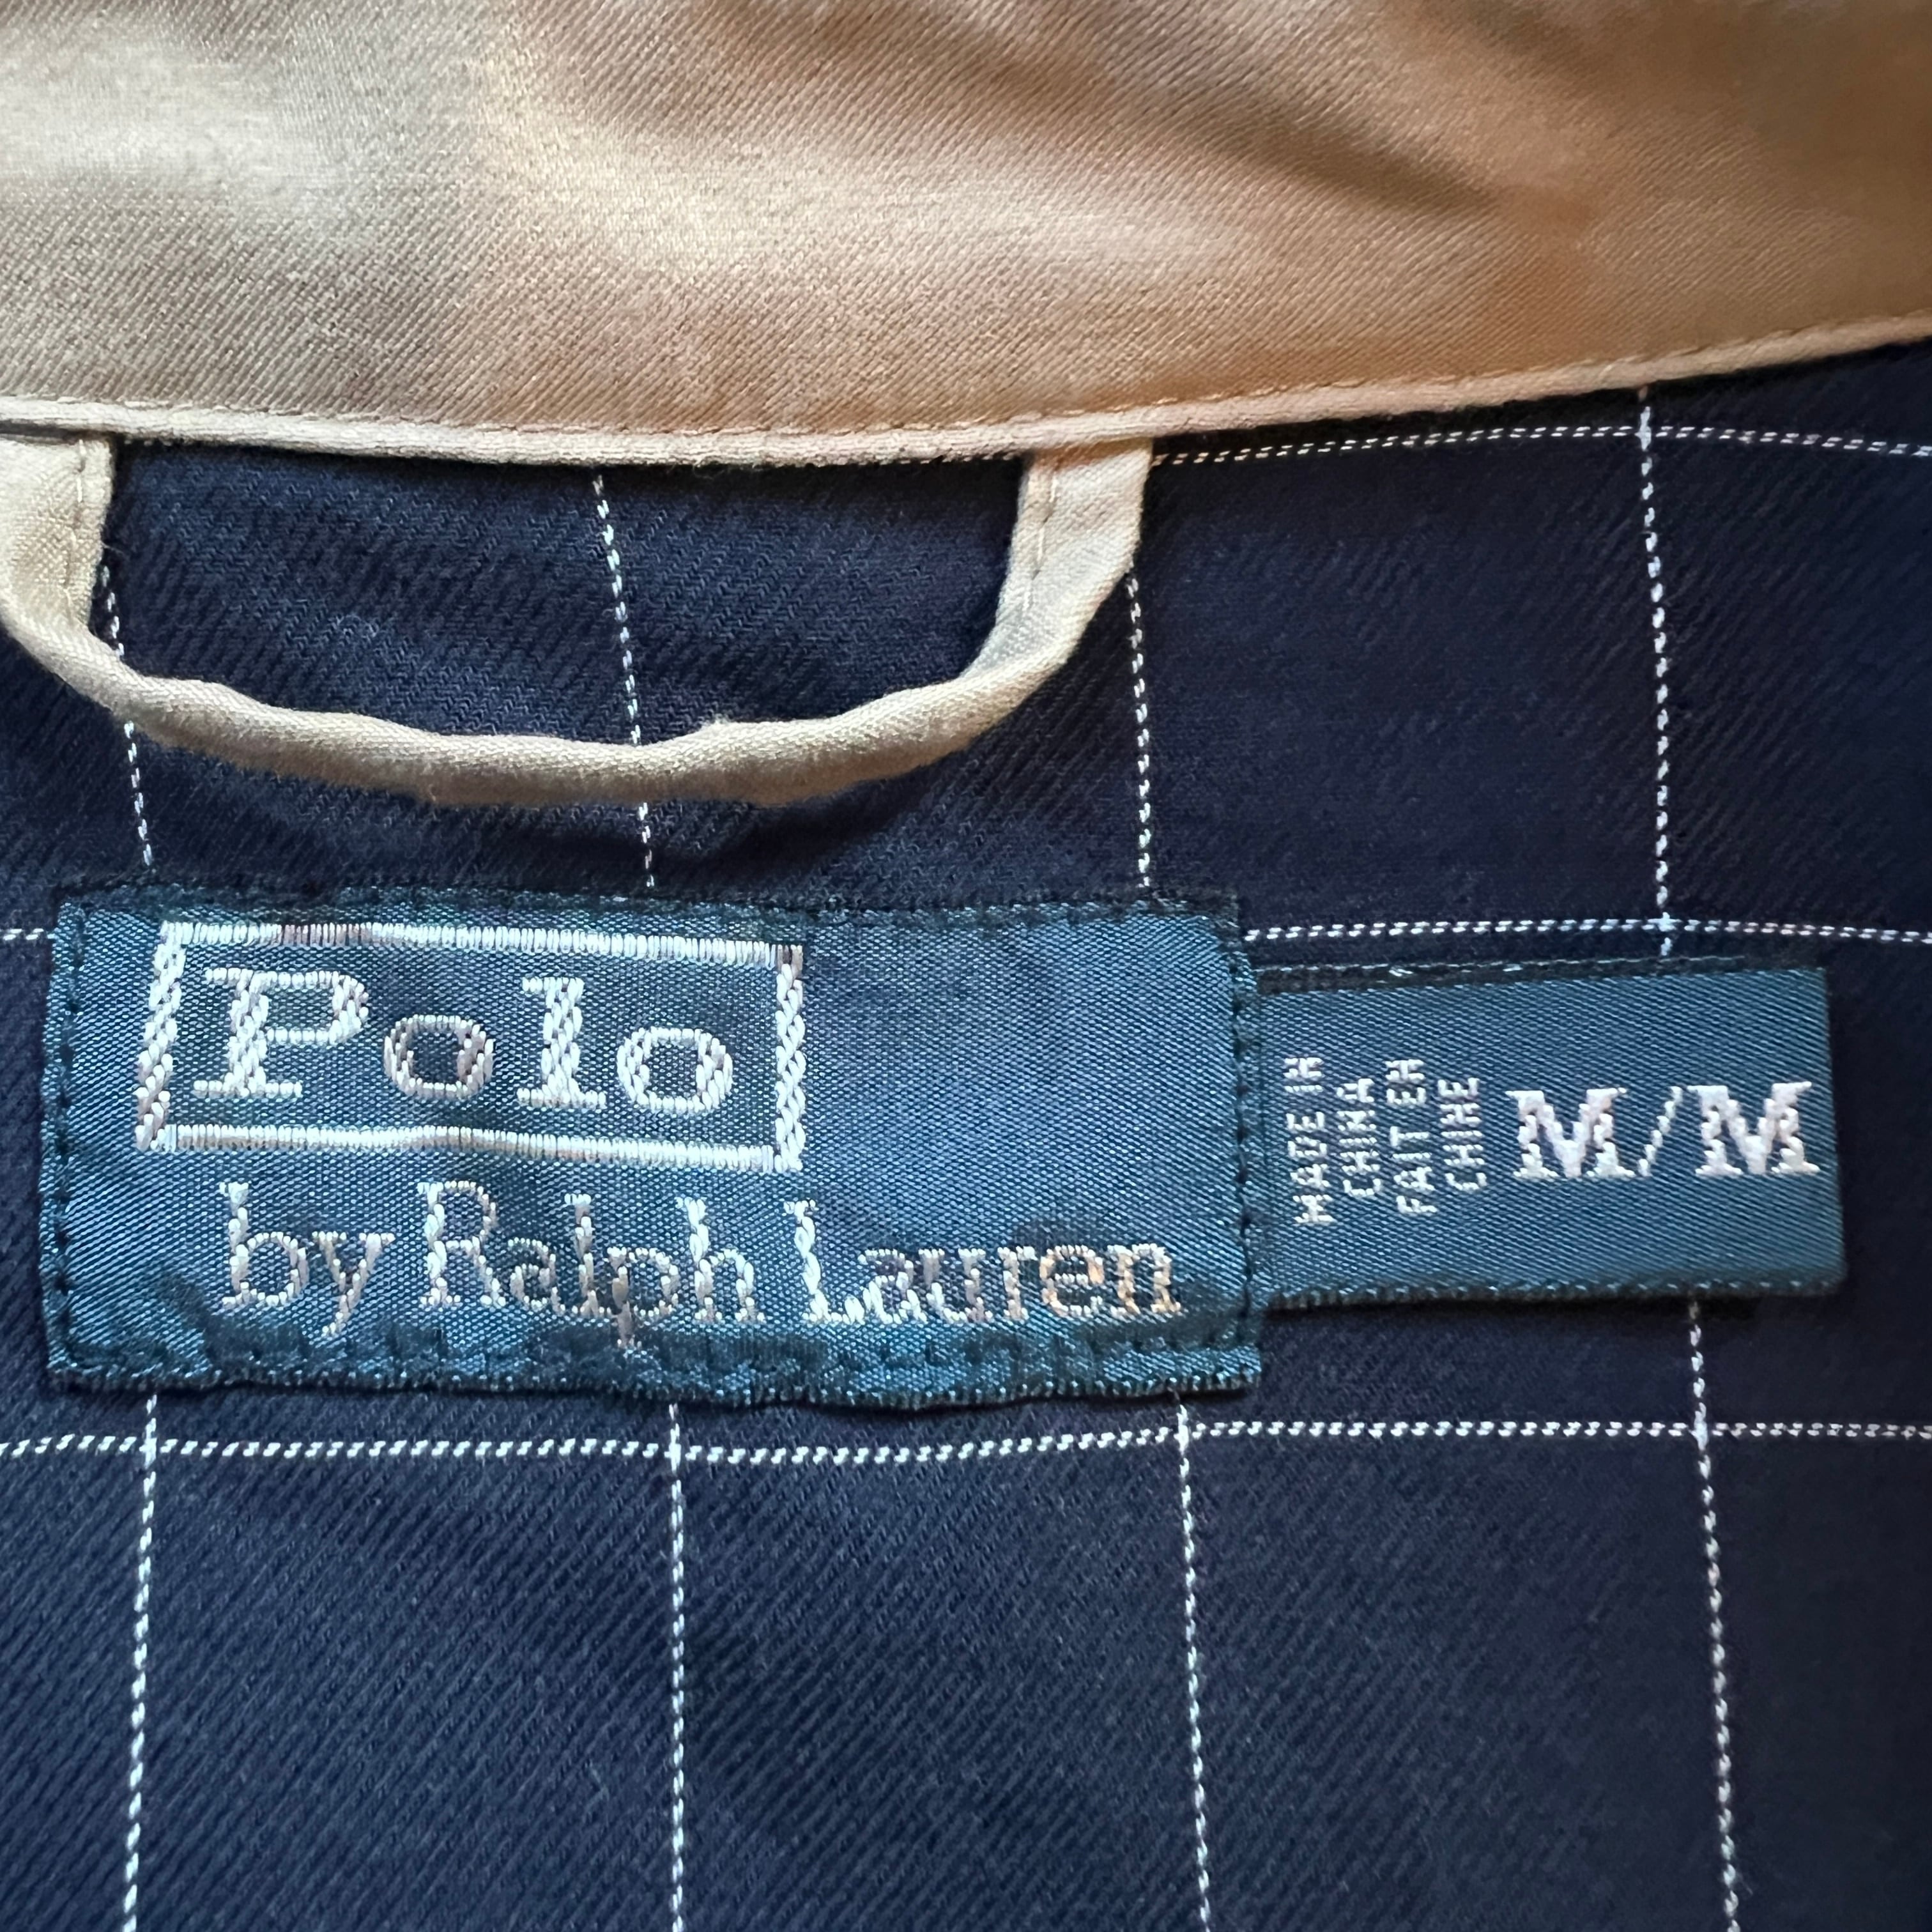 Polo
by Ralph Lauren
MADE IN
CHINA
FAIT EN
CHINE
M/M